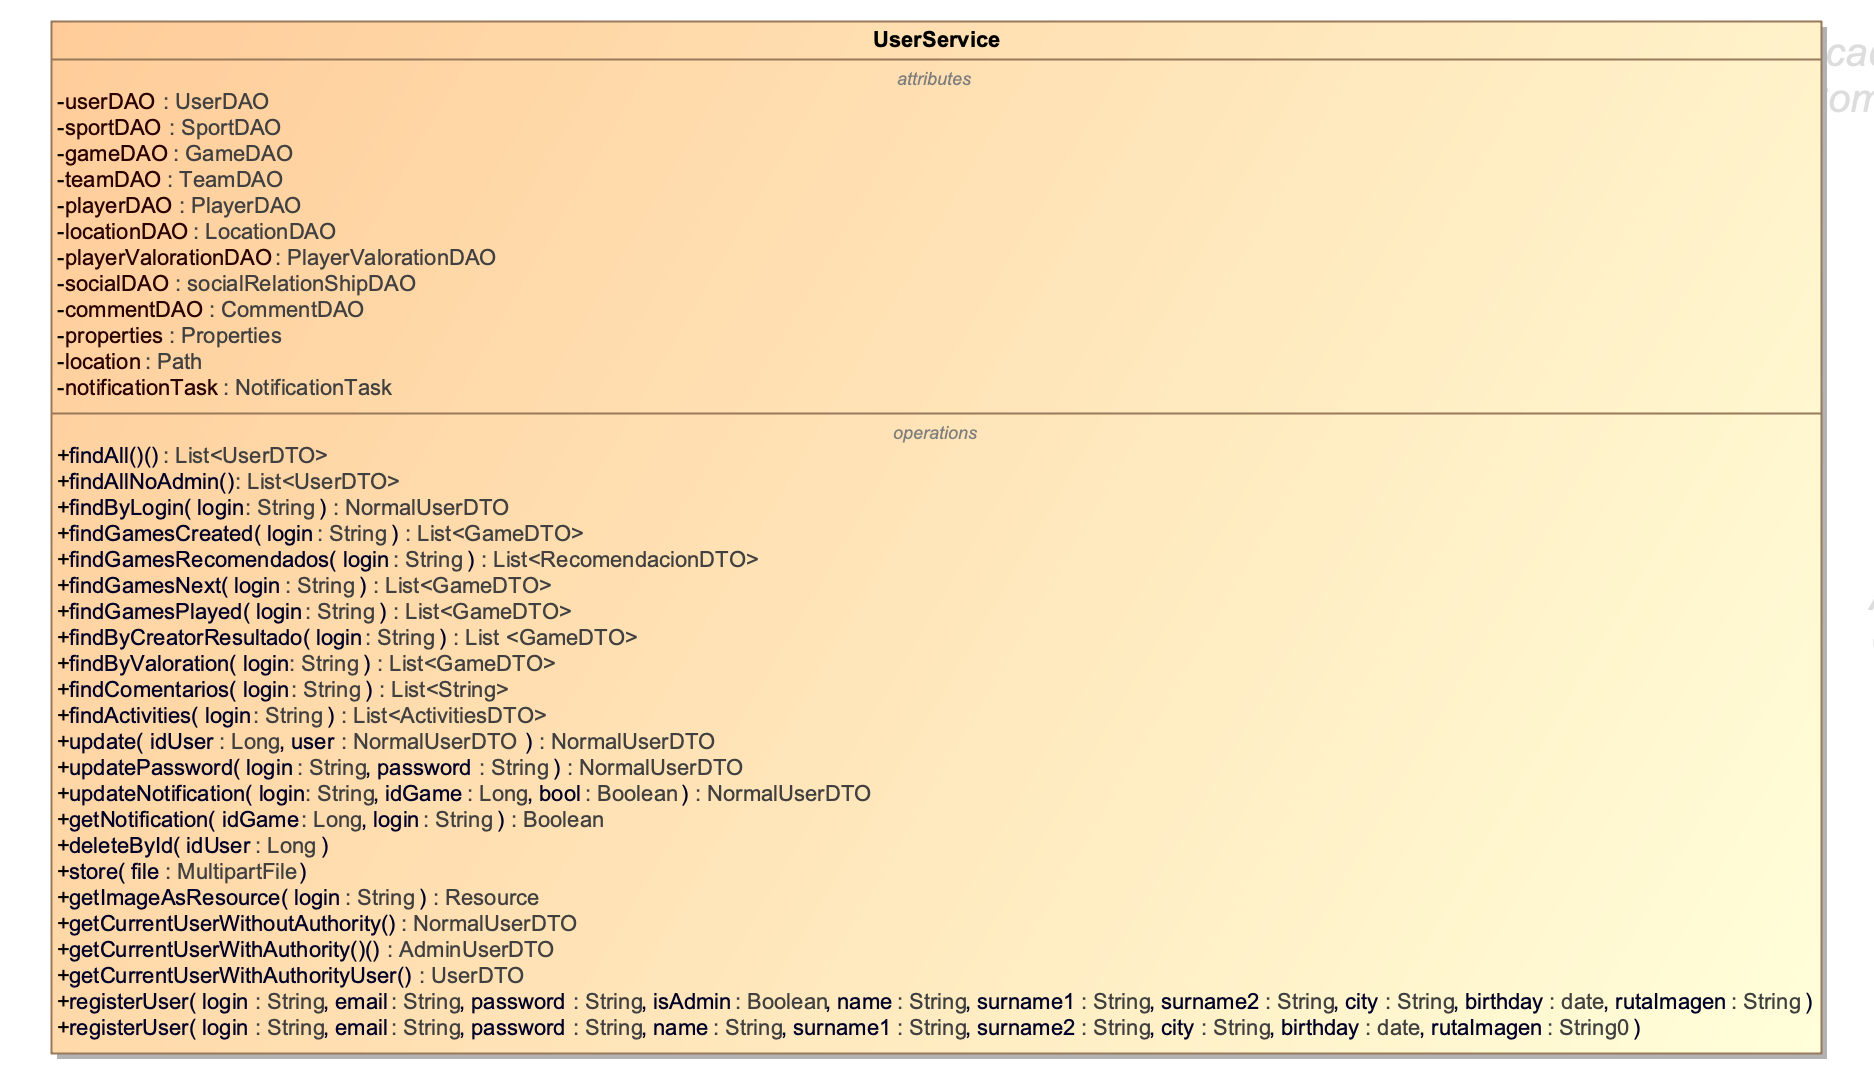 UserService
attributes
-userDAO : UserDAO
-sportDAO : SportDAO
-gameDAO : GameDAO
-teamDAO : TeamDAO
-playerDAO : PlayerDAO
-locationDAO : LocationDAO
-playerValorationDAO : PlayerValorationDAO
-socialDAO : socialRelationShipDAO
-commentDAO : CommentDAO
-properties : Properties
-location : Path
-notificationTask : NotificationTask
operations
+findAll()() : List<UserDTO>
+findAllNoAdmin(): List<UserDTO>
+findByLogin( login : String ) : NormalUserDTO
+findGamesCreated( login : String ) : List<GameDTO>
+findGamesRecomendados( login : String ) : List<RecomendacionDTO>
+findGamesNext( login : String ) : List<GameDTO>
+findGamesPlayed( login : String ) : List<GameDTO>
+findByCreatorResultado( login : String ) : List <GameDTO>
+findByValoration( login : String ) : List<GameDTO>
+findComentarios( login : String ) : List<String>
+findActivities( login : String ) : List<ActivitiesDTO>
+update( idUser : Long, user : NormalUserDTO ) : NormalUserDTO
+updatePassword( login : String, password : String ) : NormalUserDTO
+updateNotification( login : String, idGame : Long, bool : Boolean ) : NormalUserDTO
+getNotification( idGame : Long, login : String ) : Boolean
+deleteById( idUser : Long )
+store( file : MultipartFile )
+getImageAsResource( login : String ) : Resource
+getCurrentUserWithoutAuthority() : NormalUserDTO
+getCurrentUserWithAuthority()() : AdminUserDTO
+getCurrentUserWithAuthorityUser() : UserDTO
+registerUser( login : String, email : String, password : String, isAdmin : Boolean, name : String, surname1 : String, surname2 : String, city : String, birthday : date, rutaImagen : String )
+registerUser( login : String, email : String, password : String, name : String, surname1 : String, surname2 : String, city : String, birthday : date, rutaImagen : String0 )